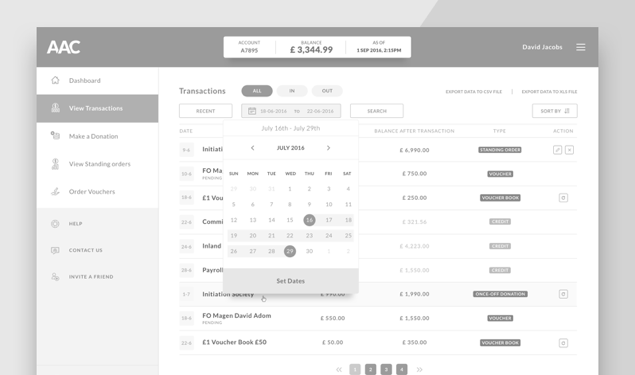 AAC
ACCOUNT
A7895
BALANCE
£ 3,344.99
AS OF
1 SEP 2016, 2:15PM
David Jacobs
Dashboard
View Transactions
Make a Donation
View Standing orders
Order Vouchers
HELP
CONTACT US
INVITE A FRIEND
Transactions
ALL
IN
OUT
EXPORT DATA TO CSV FILE
EXPORT DATA TO XLS FILE
RECENT
18-06-2016 to 22-06-2016
SEARCH
SORT BY
DATE
BALANCE AFTER TRANSACTION
TYPE
ACTION
July 16th - July 29th
JULY 2016
SUN MON TUE WED THU FRI SAT
29 30 31 1 2 3 4
5 6 7 8 9 10 11
12 13 14 15 16 17 18
19 20 21 22 23 24 25
26 27 28 29 30 1 2
Set Dates
9-6 Initiati £ 6,990.00 STANDING ORDER
FO Ma £ 750.00 VOUCHER
PENDING
£1 Vou £ 250.00 VOUCHER BOOK
22-6 Commi £ 321.56 CREDIT
24-6 Inland £ 4,223.00 CREDIT
28-6 Payrol £ 1,550.00 CREDIT
5-7 Initiation Society £ 990.00 £ 1,990.00 ONCE-OFF DONATION
18-6 FO Magen David Adom £ 550.00 £ 1,550.00 VOUCHER
PENDING
22-6 £1 Voucher Book £50 £ 50.00 £ 350.00 VOUCHER BOOK
1 2 3 4